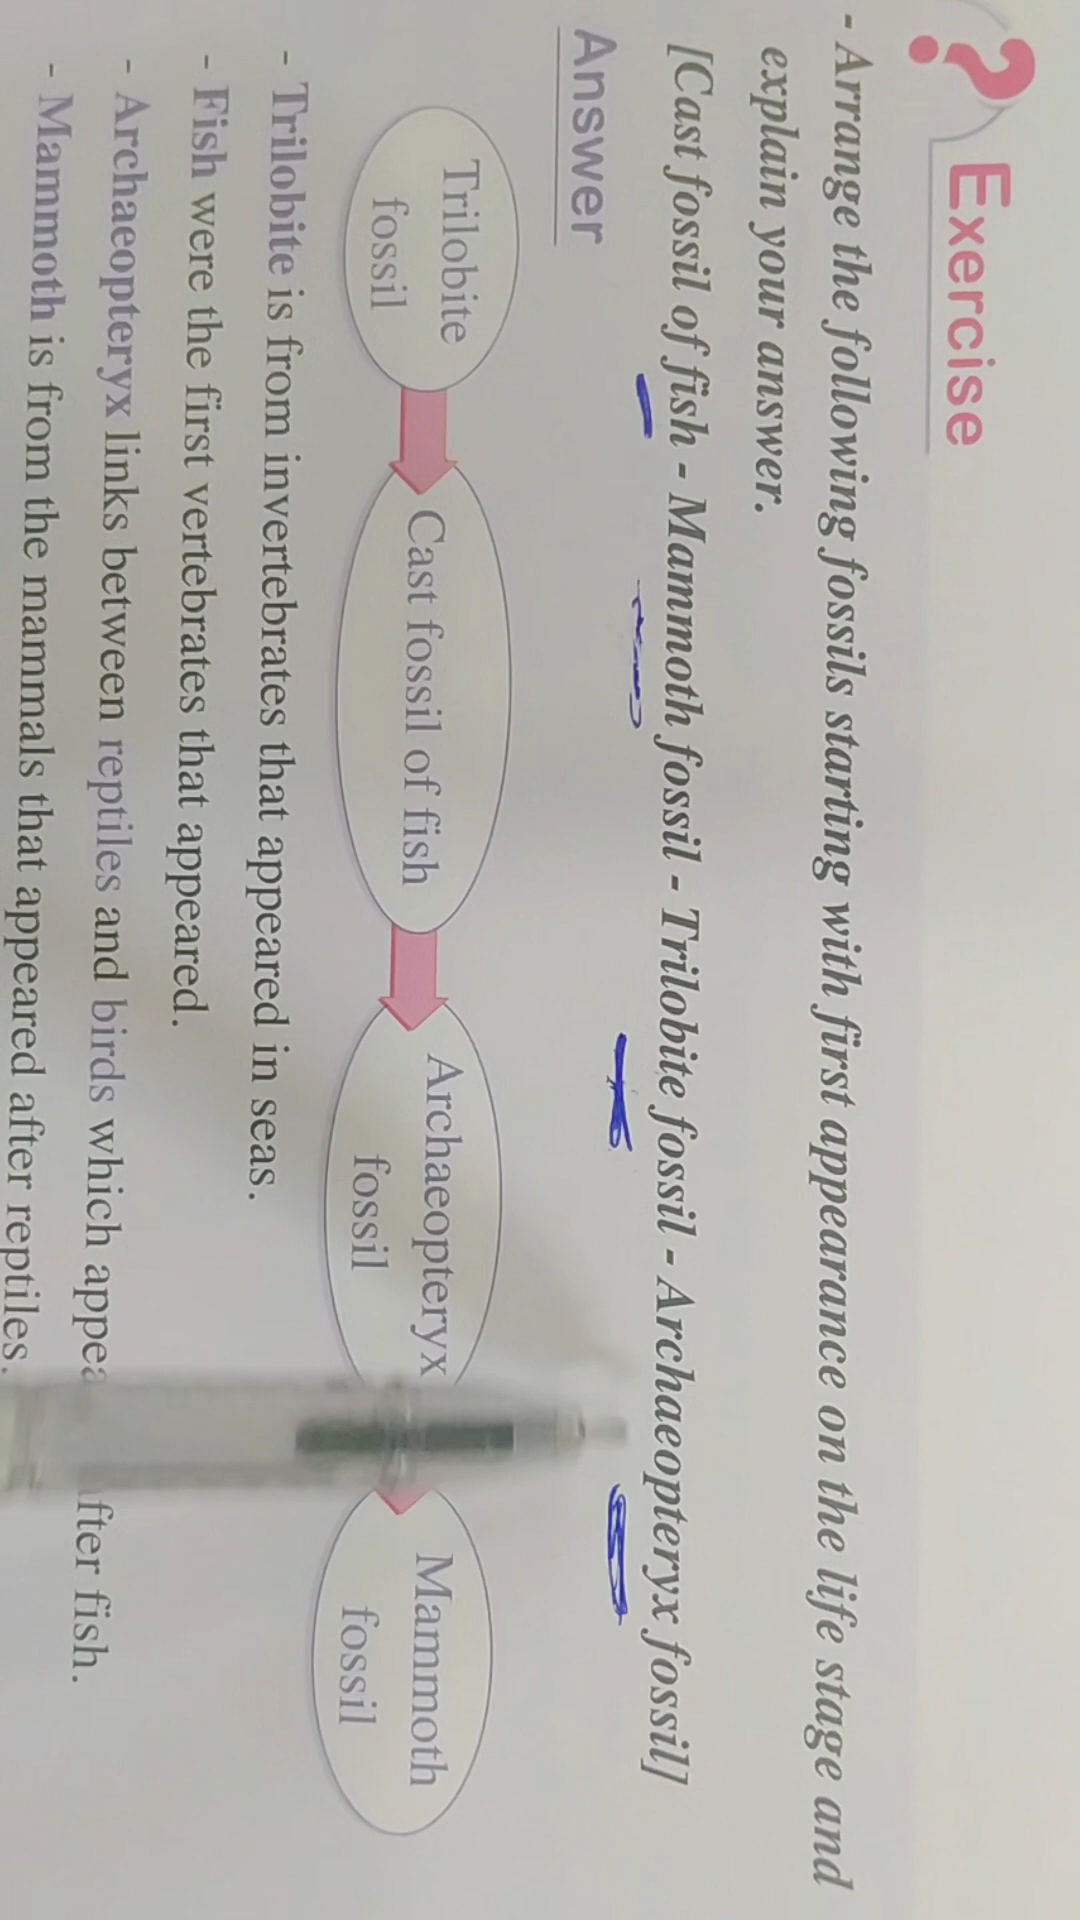 ? Exercise
- Arrange the following fossils starting with first appearance on the life stage and
explain your answer.
[Cast fossil of fish - Mammoth fossil - Trilobite fossil - Archaeopteryx fossil]
Answer
Trilobite
fossil
Cast fossil of fish
Archaeopteryx
fossil
Mammoth
fossil
- Trilobite is from invertebrates that appeared in seas.
- Fish were the first vertebrates that appeared.
- Archaeopteryx links between reptiles and birds which fish.
- Mammoth is from the mammals that appeared after reptiles.